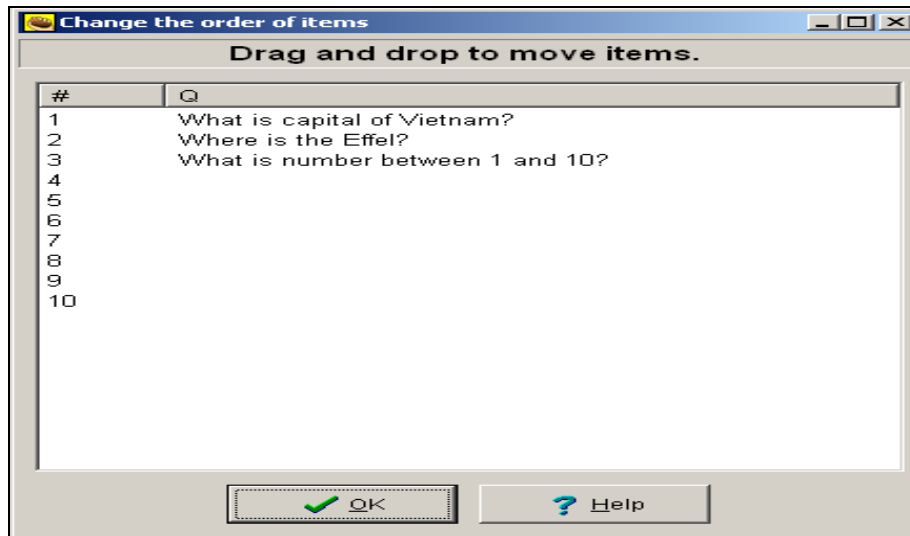 Change the order of items
Drag and drop to move items.
# Q
1 What is capital of Vietnam?
2 Where is the Effel?
3 What is number between 1 and 10?
4
5
6
7
8
9
10
OK Help